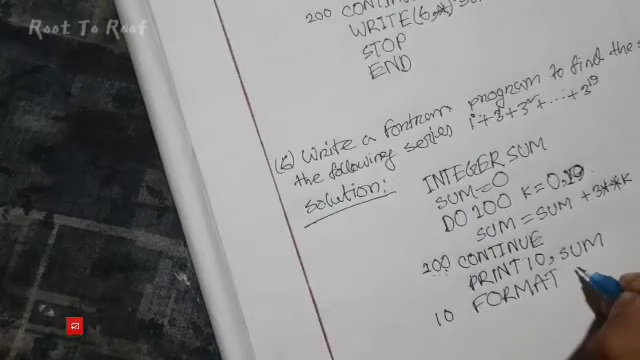 Root To Roof
200 CONTINU
WRITE(6,*)
STOP
END
(6) Write a fortran program to find the
the following series 1+3+3²+...+3¹⁹
Solution:
INTEGER SUM
SUM=0
DO 100 K=0,19
SUM=SUM+3**K
100 CONTINUE
PRINT 10, SUM
10 FORMAT